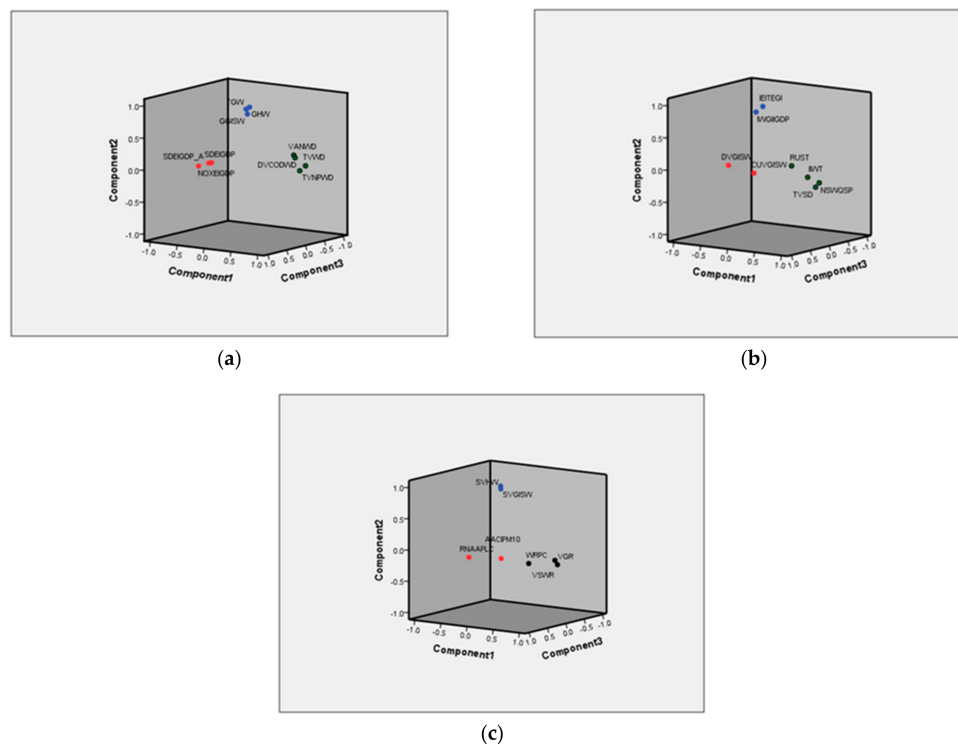 1.0
0.5
0.0
-0.5
-1.0
Component2
GHW
GIISW
SDEIGDP_A
SDEIGDP
NOXEIGDP
VANWD
DVCODWD
TVWD
TVNPWD
-1.0 -0.5 0.0 0.5 1.0
1.0 0.5 0.0 -0.5 -1.0
Component1
Component3
(a)
1.0
0.5
0.0
-0.5
-1.0
Component2
IEITEGI
IWGIIGDP
DVGISW
CUVGISW
RUST
IIWT
TVSD
NSWQSP
-1.0 -0.5 0.0 0.5 1.0
1.0 0.5 0.0 -0.5 -1.0
Component1
Component3
(b)
1.0
0.5
0.0
-0.5
-1.0
Component2
SVHW
SVGISW
RNAAPLC
AACIPM10
WRPC
VGR
VSWR
-1.0 -0.5 0.0 0.5 1.0
1.0 0.5 0.0 -0.5 -1.0
Component1
Component3
(c)